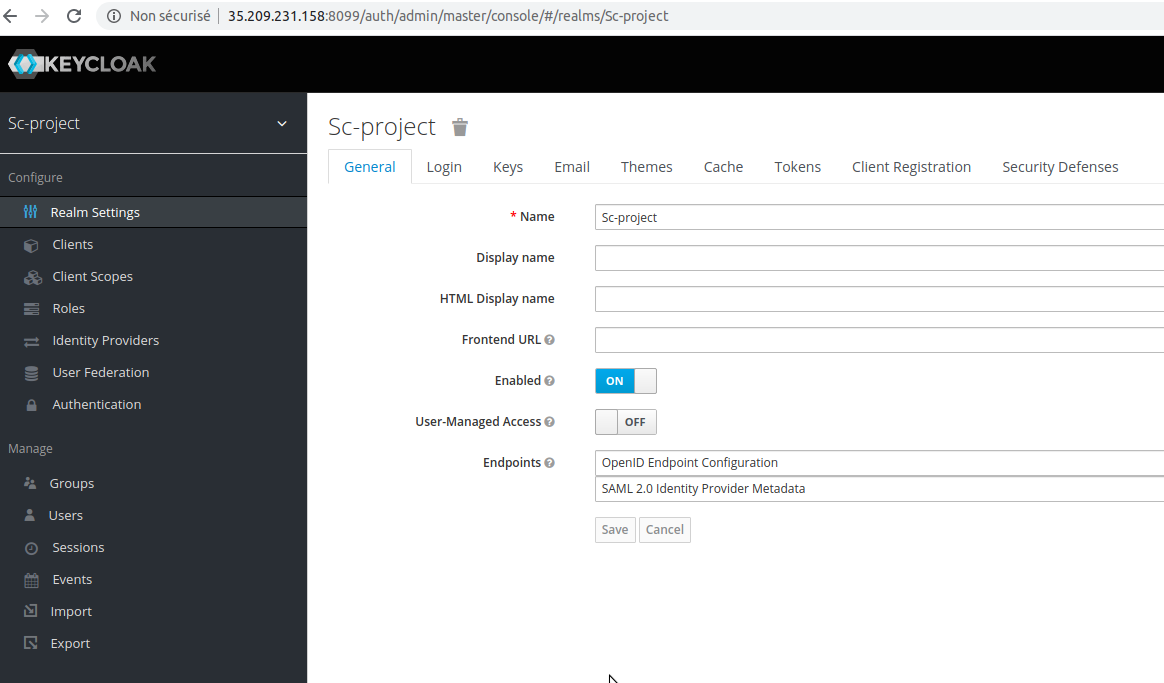 Non sécurisé 35.209.231.158:8099/auth/admin/master/console/#/realms/Sc-project
KEYCLOAK
Sc-project
Configure
Realm Settings
Clients
Client Scopes
Roles
Identity Providers
User Federation
Authentication
Manage
Groups
Users
Sessions
Events
Import
Export
Sc-project
General Login Keys Email Themes Cache Tokens Client Registration Security Defenses
* Name Sc-project
Display name
HTML Display name
Frontend URL
Enabled ON
User-Managed Access OFF
Endpoints OpenID Endpoint Configuration
SAML 2.0 Identity Provider Metadata
Save Cancel